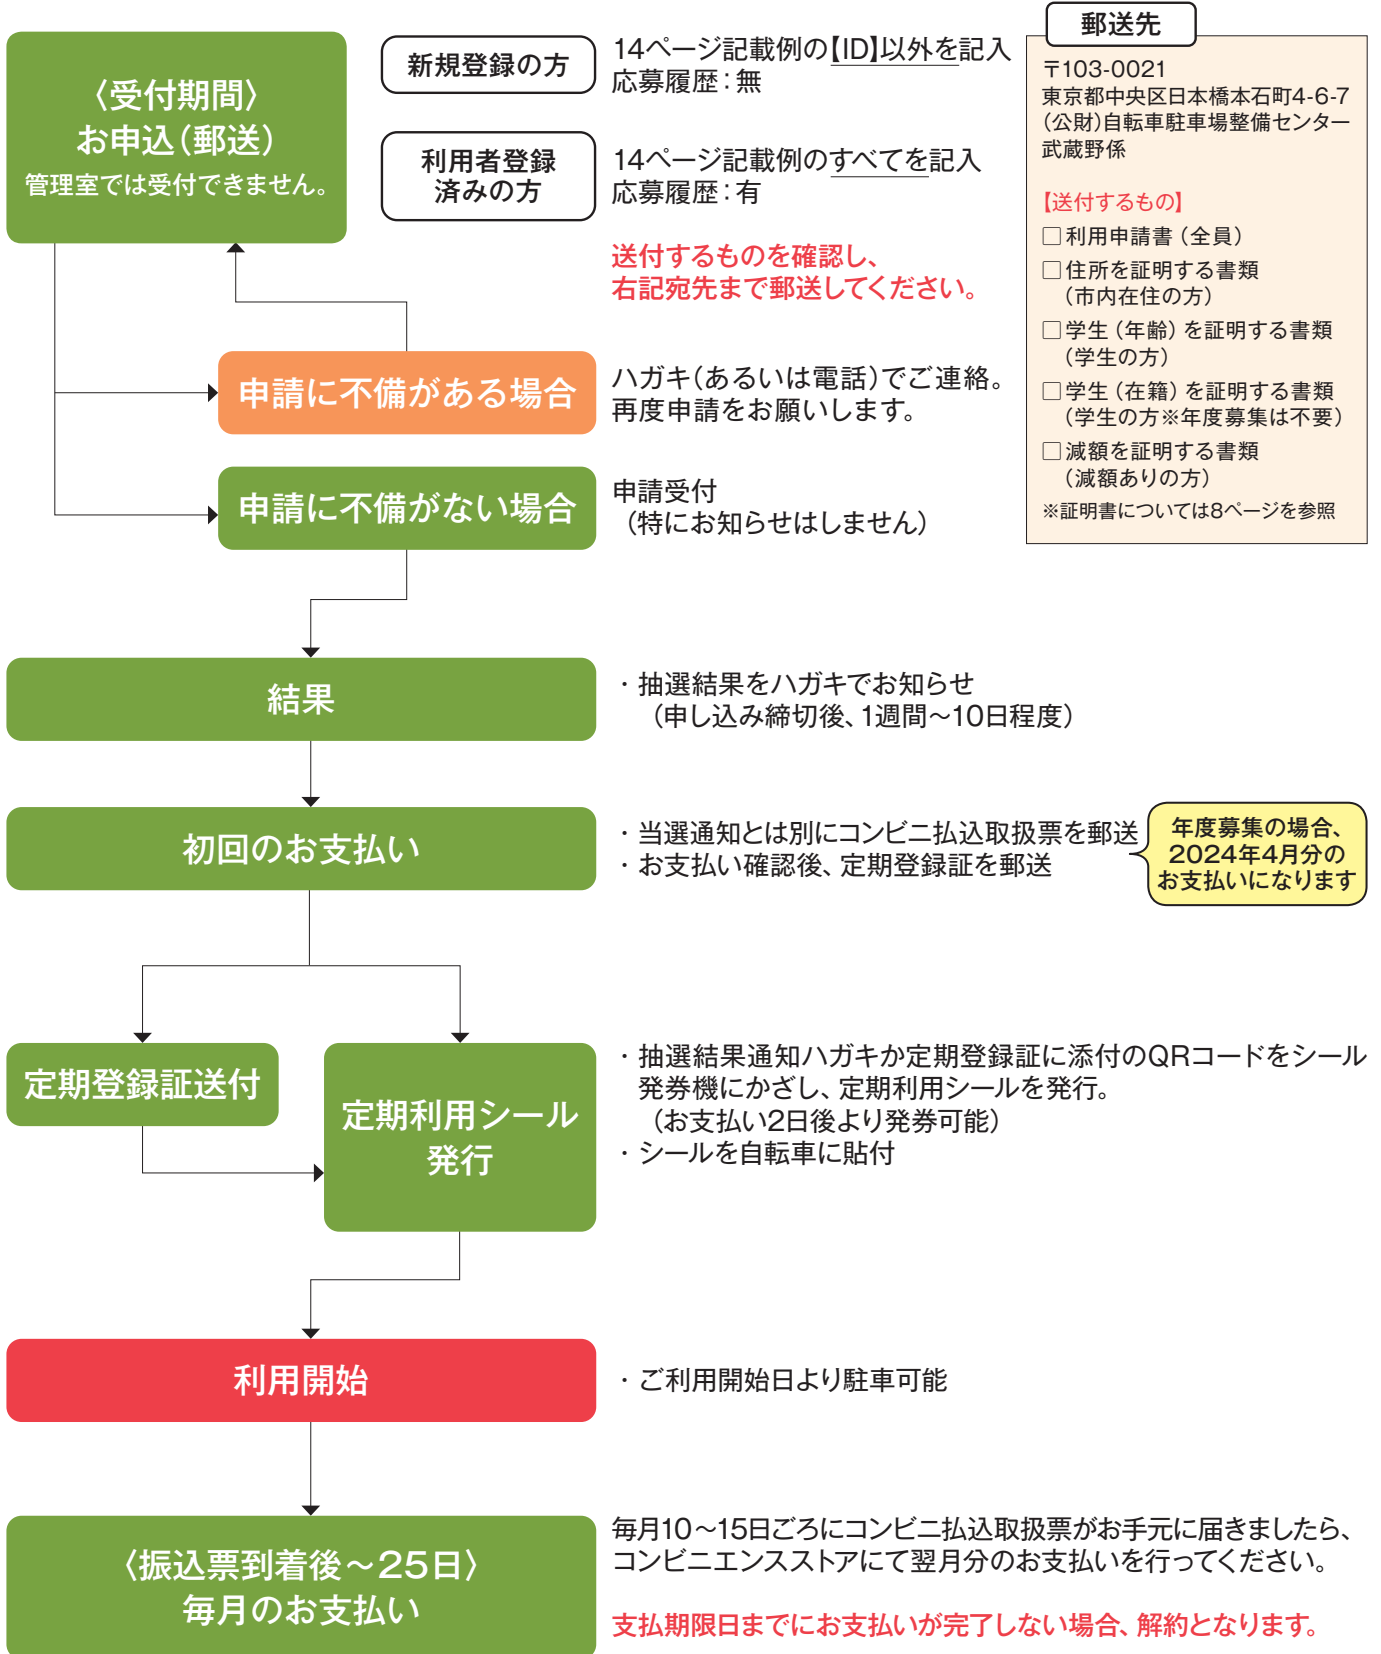 〈受付期間〉
お申込（郵送）
管理室では受付できません。
新規登録の方
14ページ記載例の【ID】以外を記入
応募履歴：無
利用者登録
済みの方
14ページ記載例のすべてを記入
応募履歴：有
送付するものを確認し、
右記宛先まで郵送してください。
郵送先
〒103-0021
東京都中央区日本橋本石町4-6-7
（公財）自転車駐車場整備センター
武蔵野係
【送付するもの】
□ 利用申請書（全員）
□ 住所を証明する書類
（市内在住の方）
□ 学生（年齢）を証明する書類
（学生の方）
□ 学生（在籍）を証明する書類
（学生の方※年度募集は不要）
□ 減額を証明する書類
（減額ありの方）
※証明書については8ページを参照
申請に不備がある場合
ハガキ（あるいは電話）でご連絡。
再度申請をお願いします。
申請に不備がない場合
申請受付
（特にお知らせはしません）
結果
・抽選結果をハガキでお知らせ
（申し込み締切後、1週間〜10日程度）
初回のお支払い
・当選通知とは別にコンビニ払込取扱票を郵送
・お支払い確認後、定期登録証を郵送
年度募集の場合、
2024年4月分の
お支払いになります
定期登録証送付
定期利用シール
発行
・抽選結果通知ハガキか定期登録証に添付のQRコードをシール
発券機にかざし、定期利用シールを発行。
（お支払い2日後より発券可能）
・シールを自転車に貼付
利用開始
・ご利用開始日より駐車可能
〈振込票到着後〜25日〉
毎月のお支払い
毎月10〜15日ごろにコンビニ払込取扱票がお手元に届きましたら、
コンビニエンスストアにて翌月分のお支払いを行ってください。
支払期限日までにお支払いが完了しない場合、解約となります。